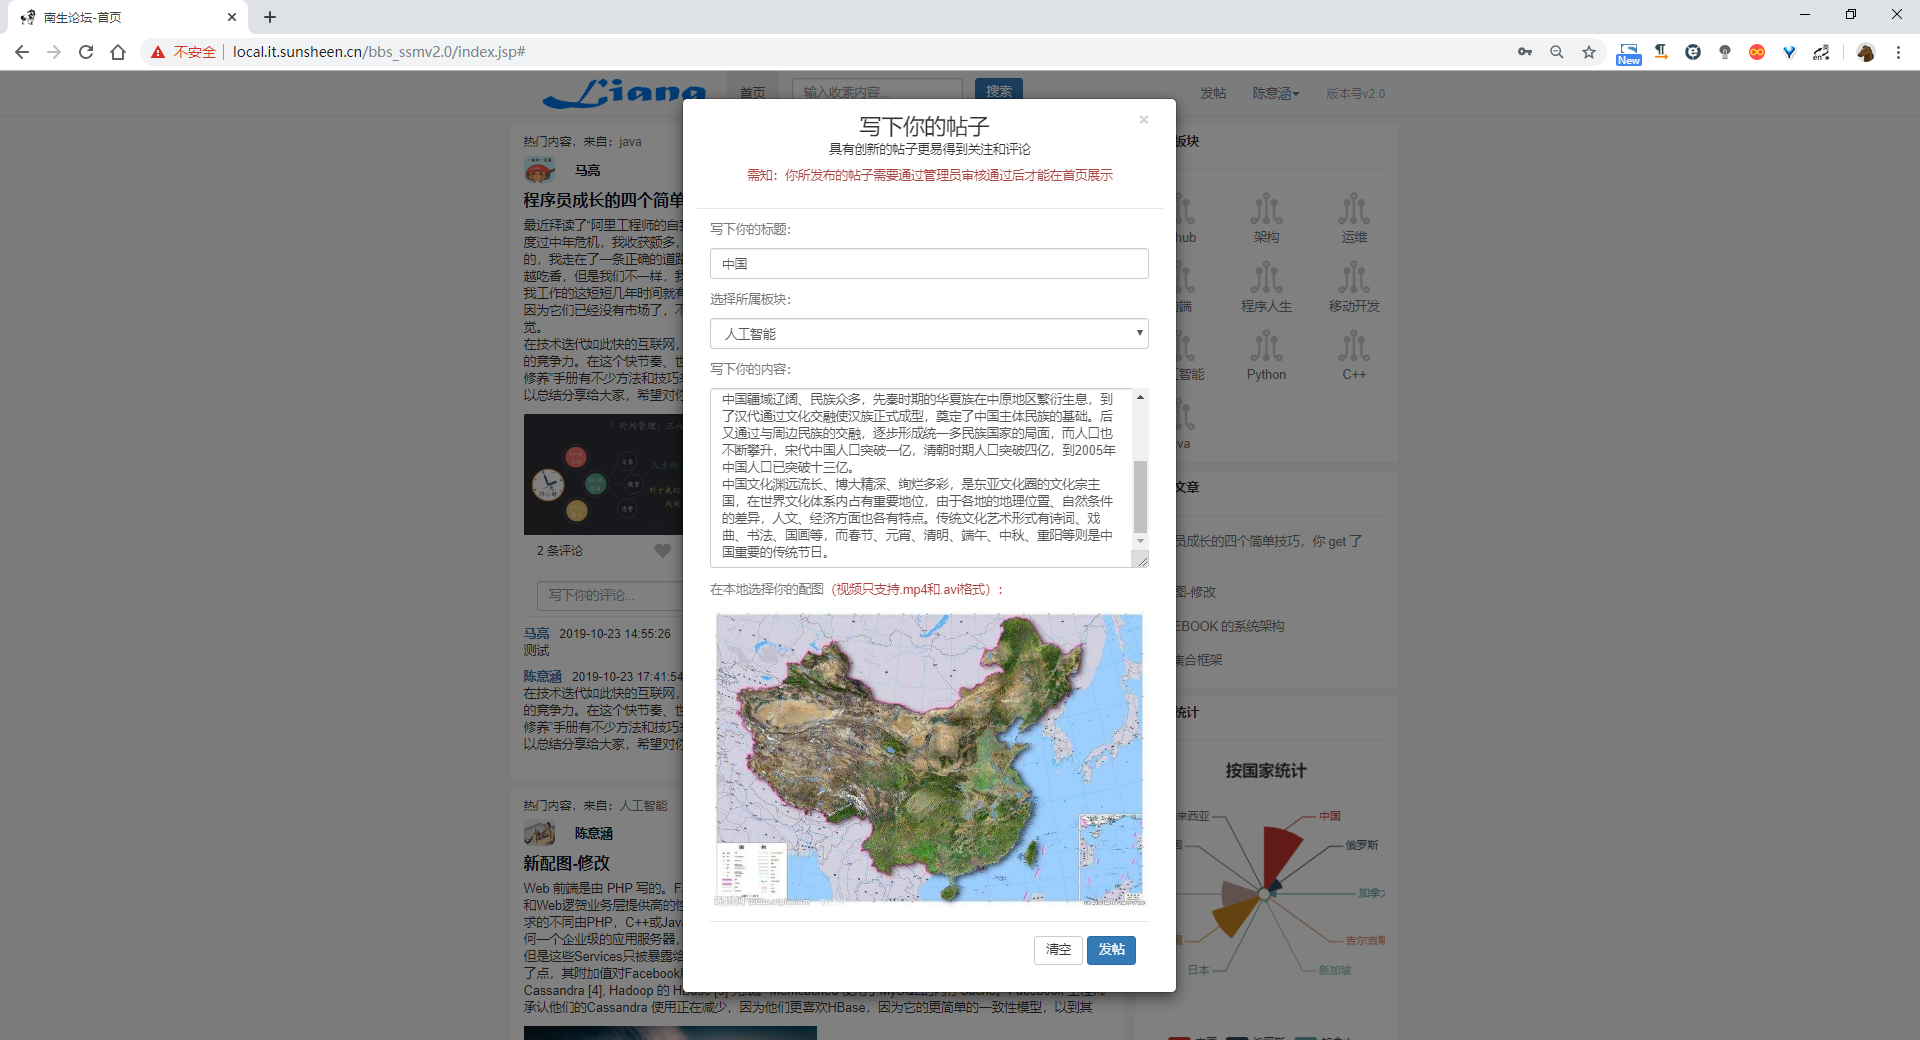 南生论坛-首页
不安全
local.it.sunsheen.cn/bbs_ssmv2.0/index.jsp#
New
en
Liang
首页
输入收索内容...
搜索
发帖
陈意涵
版本号v2.0
热门内容，来自：java
马亮
程序员成长的四个简单
最近拜读了“阿里工程师的自我
度过中年危机，我收获颇多，
的，我走在了一条正确的道路
越吃香，但是我们不一样，我
我工作的这短短几年时间就有
因为它们已经没有市场了，不
觉。
在技术迭代如此快的互联网，
的竞争力。在这个快节奏、世
修养”手册有不少方法和技巧来
以总结分享给大家，希望对你
2 条评论
写下你的评论...
马亮 2019-10-23 14:55:26
测试
陈意涵 2019-10-23 17:41:54
在技术迭代如此快的互联网，
的竞争力。在这个快节奏、世
修养”手册有不少方法和技巧来
以总结分享给大家，希望对你
热门内容，来自：人工智能
陈意涵
新配图-修改
Web 前端是由 PHP 写的。F
和Web逻贺业务层提供高的性
求的不同由PHP，C++或Java
何一个企业级的应用服务器，
但是这些Services只被暴露给
了点，其附加值对Facebook
Cassandra [4], Hadoop 的 HBase
承认他们的Cassandra 使用正在减少，因为他们更喜欢HBase，因为它的更简单的一致性模型，以到其
写下你的帖子
×
具有创新的帖子更易得到关注和评论
需知：你所发布的帖子需要通过管理员审核通过后才能在首页展示
写下你的标题：
中国
选择所属板块：
人工智能
写下你的内容：
中国疆域辽阔、民族众多，先秦时期的华夏族在中原地区繁衍生息，到
了汉代通过文化交融使汉族正式成型，奠定了中国主体民族的基础。后
又通过与周边民族的交融，逐步形成统一多民族国家的局面，而人口也
不断攀升，宋代中国人口突破一亿，清朝时期人口突破四亿，到2005年
中国人口已突破十三亿。
中国文化渊远流长、博大精深、绚烂多彩，是东亚文化圈的文化宗主
国，在世界文化体系内占有重要地位，由于各地的地理位置、自然条件
的差异，人文、经济方面也各有特点。传统文化艺术形式有诗词、戏
曲、书法、国画等，而春节、元宵、清明、端午、中秋、重阳等则是中
国重要的传统节日。
在本地选择你的配图（视频只支持.mp4和.avi格式）：
清空
发帖
板块
hub
架构
运维
端
程序人生
移动开发
智能
Python
C++
va
文章
员成长的四个简单技巧，你 get 了
图-修改
EBOOK 的系统架构
集合框架
统计
按国家统计
来西亚
中国
国
俄罗斯
加拿
国
吉尔吉斯
日本
新加坡